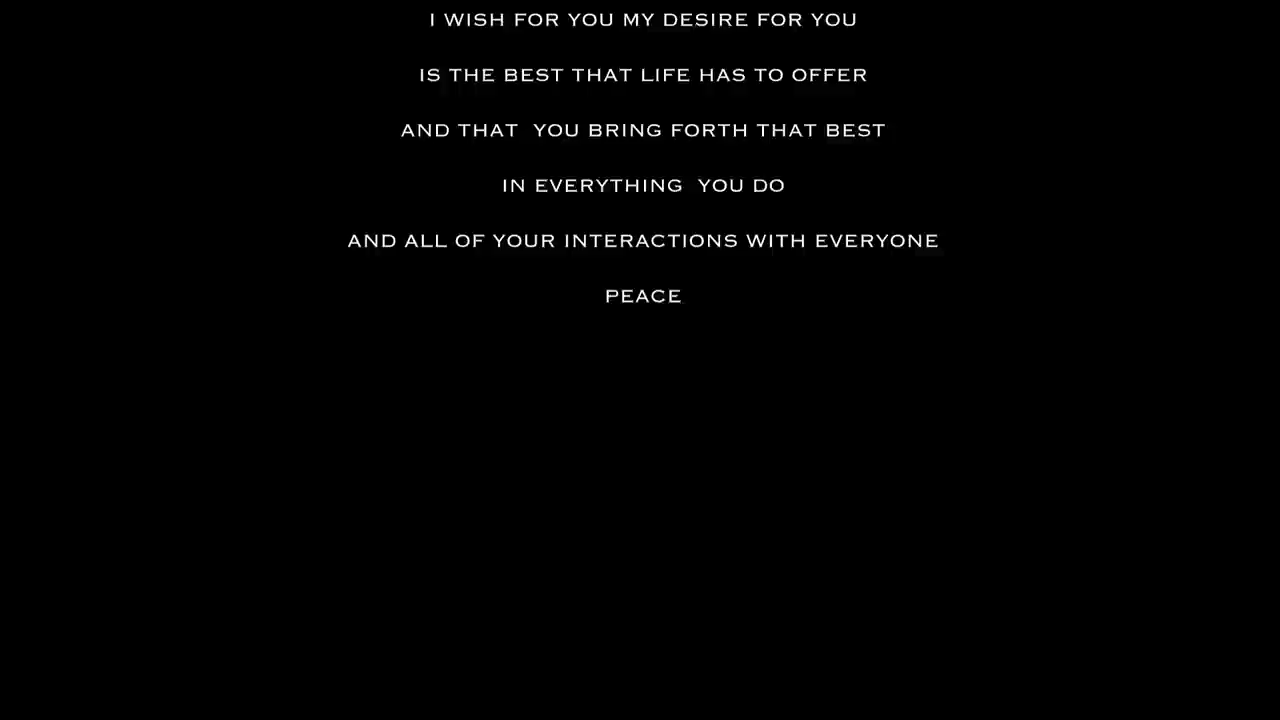 I WISH FOR YOU MY DESIRE FOR YOU
IS THE BEST THAT LIFE HAS TO OFFER
AND THAT  YOU BRING FORTH THAT BEST
IN EVERYTHING  YOU DO
AND ALL OF YOUR INTERACTIONS WITH EVERYONE
PEACE